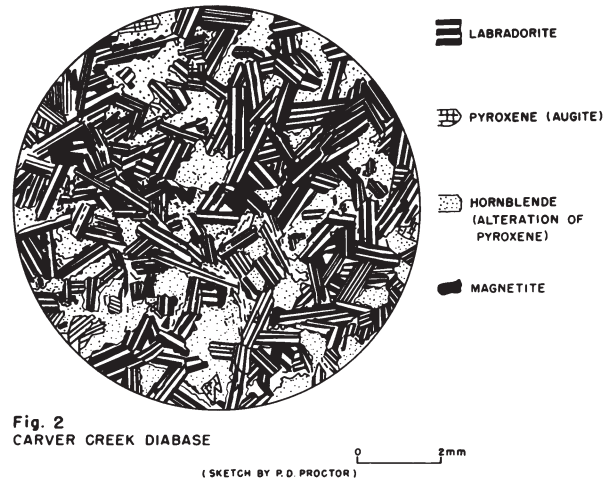 LABRADORITE
PYROXENE (AUGITE)
HORNBLENDE
(ALTERATION OF
PYROXENE)
MAGNETITE
Fig. 2
CARVER CREEK DIABASE
0 2mm
(SKETCH BY P.D. PROCTOR)